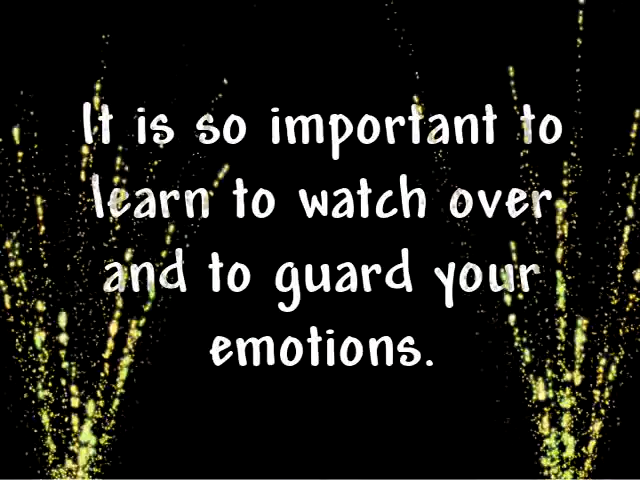 It is so important to
learn to watch over
and to guard your
emotions.